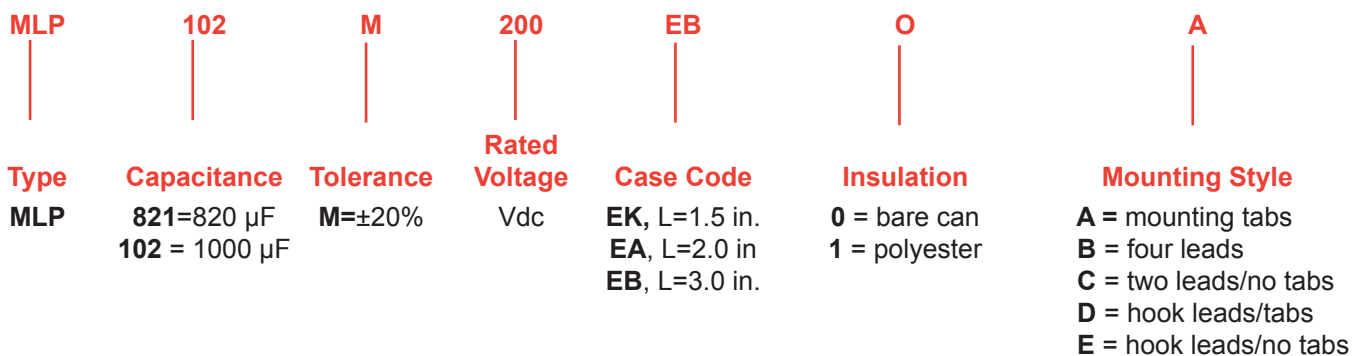 MLP 102 M 200 EB O A
Rated
Type Capacitance Tolerance Voltage Case Code Insulation Mounting Style
MLP 821=820 µF M=±20% Vdc EK, L=1.5 in. 0 = bare can A = mounting tabs
102 = 1000 µF EA, L=2.0 in 1 = polyester B = four leads
EB, L=3.0 in. C = two leads/no tabs
D = hook leads/tabs
E = hook leads/no tabs